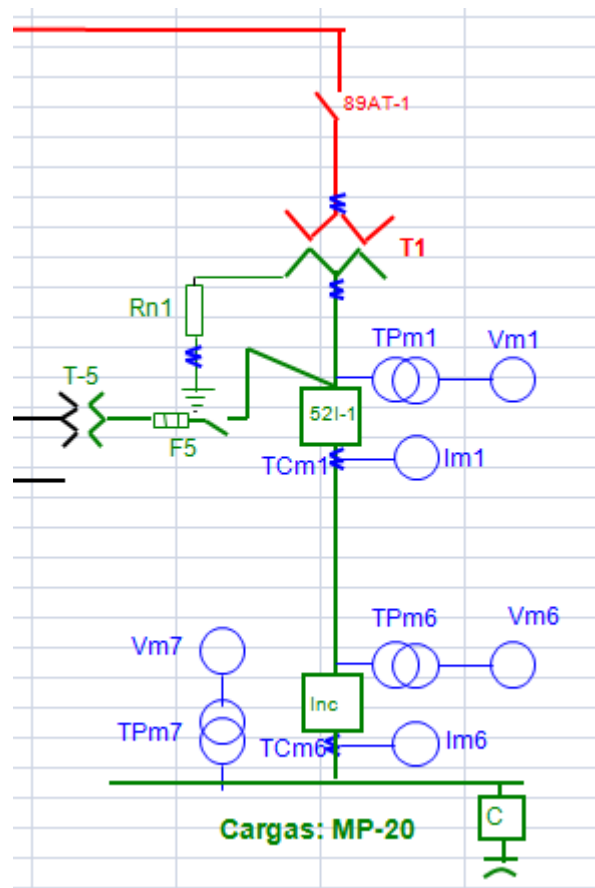 89AT-1
T1
Rn1
TPm1
Vm1
T-5
52I-1
F5
TCm1
Im1
TPm6
Vm6
Vm7
Inc
TPm7
TCm6
Im6
Cargas: MP-20
C